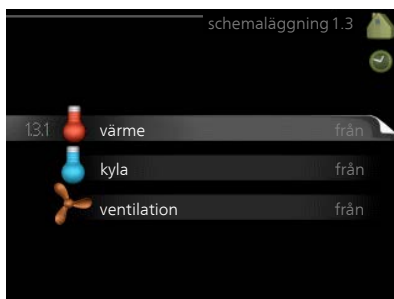 schemaläggning 1.3
1.3.1 värme från
kyla från
ventilation från